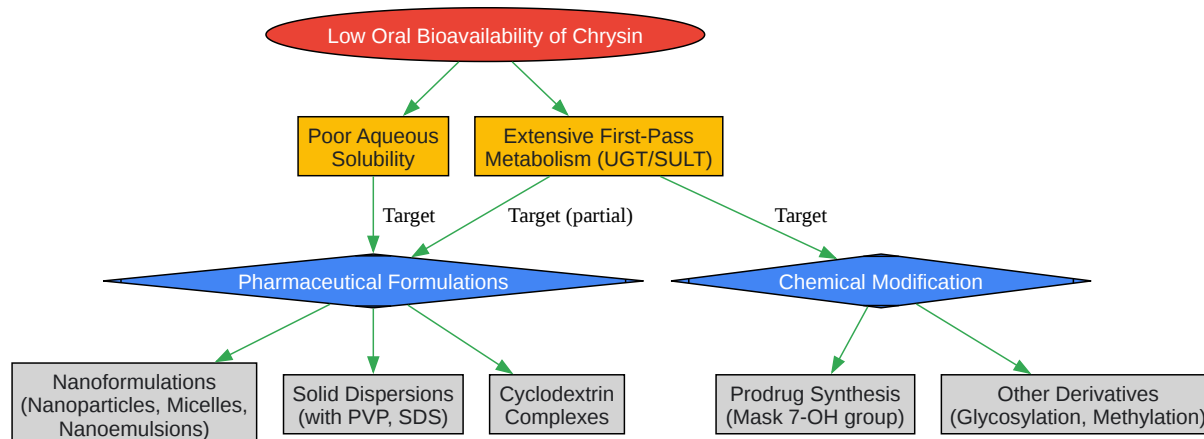 Low Oral Bioavailability of Chrysin
Poor Aqueous
Solubility
Extensive First-Pass
Metabolism (UGT/SULT)
Target
Target (partial)
Target
Pharmaceutical Formulations
Chemical Modification
Nanoformulations
(Nanoparticles, Micelles,
Nanoemulsions)
Solid Dispersions
(with PVP, SDS)
Cyclodextrin
Complexes
Prodrug Synthesis
(Mask 7-OH group)
Other Derivatives
(Glycosylation, Methylation)